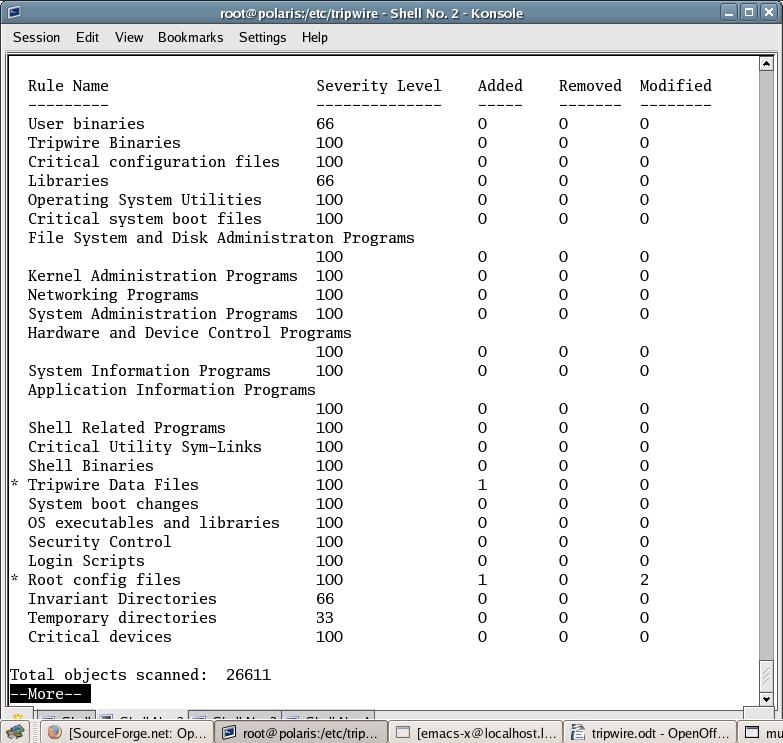 root@polaris:/etc/tripwire - Shell No. 2 - Konsole
Session Edit View Bookmarks Settings Help
Rule Name Severity Level Added Removed Modified
--------- -------------- ----- ------- --------
User binaries 66 0 0 0
Tripwire Binaries 100 0 0 0
Critical configuration files 100 0 0 0
Libraries 66 0 0 0
Operating System Utilities 100 0 0 0
Critical system boot files 100 0 0 0
File System and Disk Administraton Programs
100 0 0 0
Kernel Administration Programs 100 0 0 0
Networking Programs 100 0 0 0
System Administration Programs 100 0 0 0
Hardware and Device Control Programs
100 0 0 0
System Information Programs 100 0 0 0
Application Information Programs
100 0 0 0
Shell Related Programs 100 0 0 0
Critical Utility Sym-Links 100 0 0 0
Shell Binaries 100 0 0 0
* Tripwire Data Files 100 1 0 0
System boot changes 100 0 0 0
OS executables and libraries 100 0 0 0
Security Control 100 0 0 0
Login Scripts 100 0 0 0
* Root config files 100 1 0 2
Invariant Directories 66 0 0 0
Temporary directories 33 0 0 0
Critical devices 100 0 0 0
Total objects scanned: 26611
--More--
[SourceForge.net: Op... root@polaris:/etc/trip... [emacs-x@localhost.l... tripwire.odt - OpenOff... mu